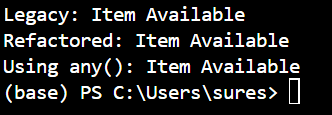 Legacy: Item Available
Refactored: Item Available
Using any(): Item Available
(base) PS C:\Users\sures>